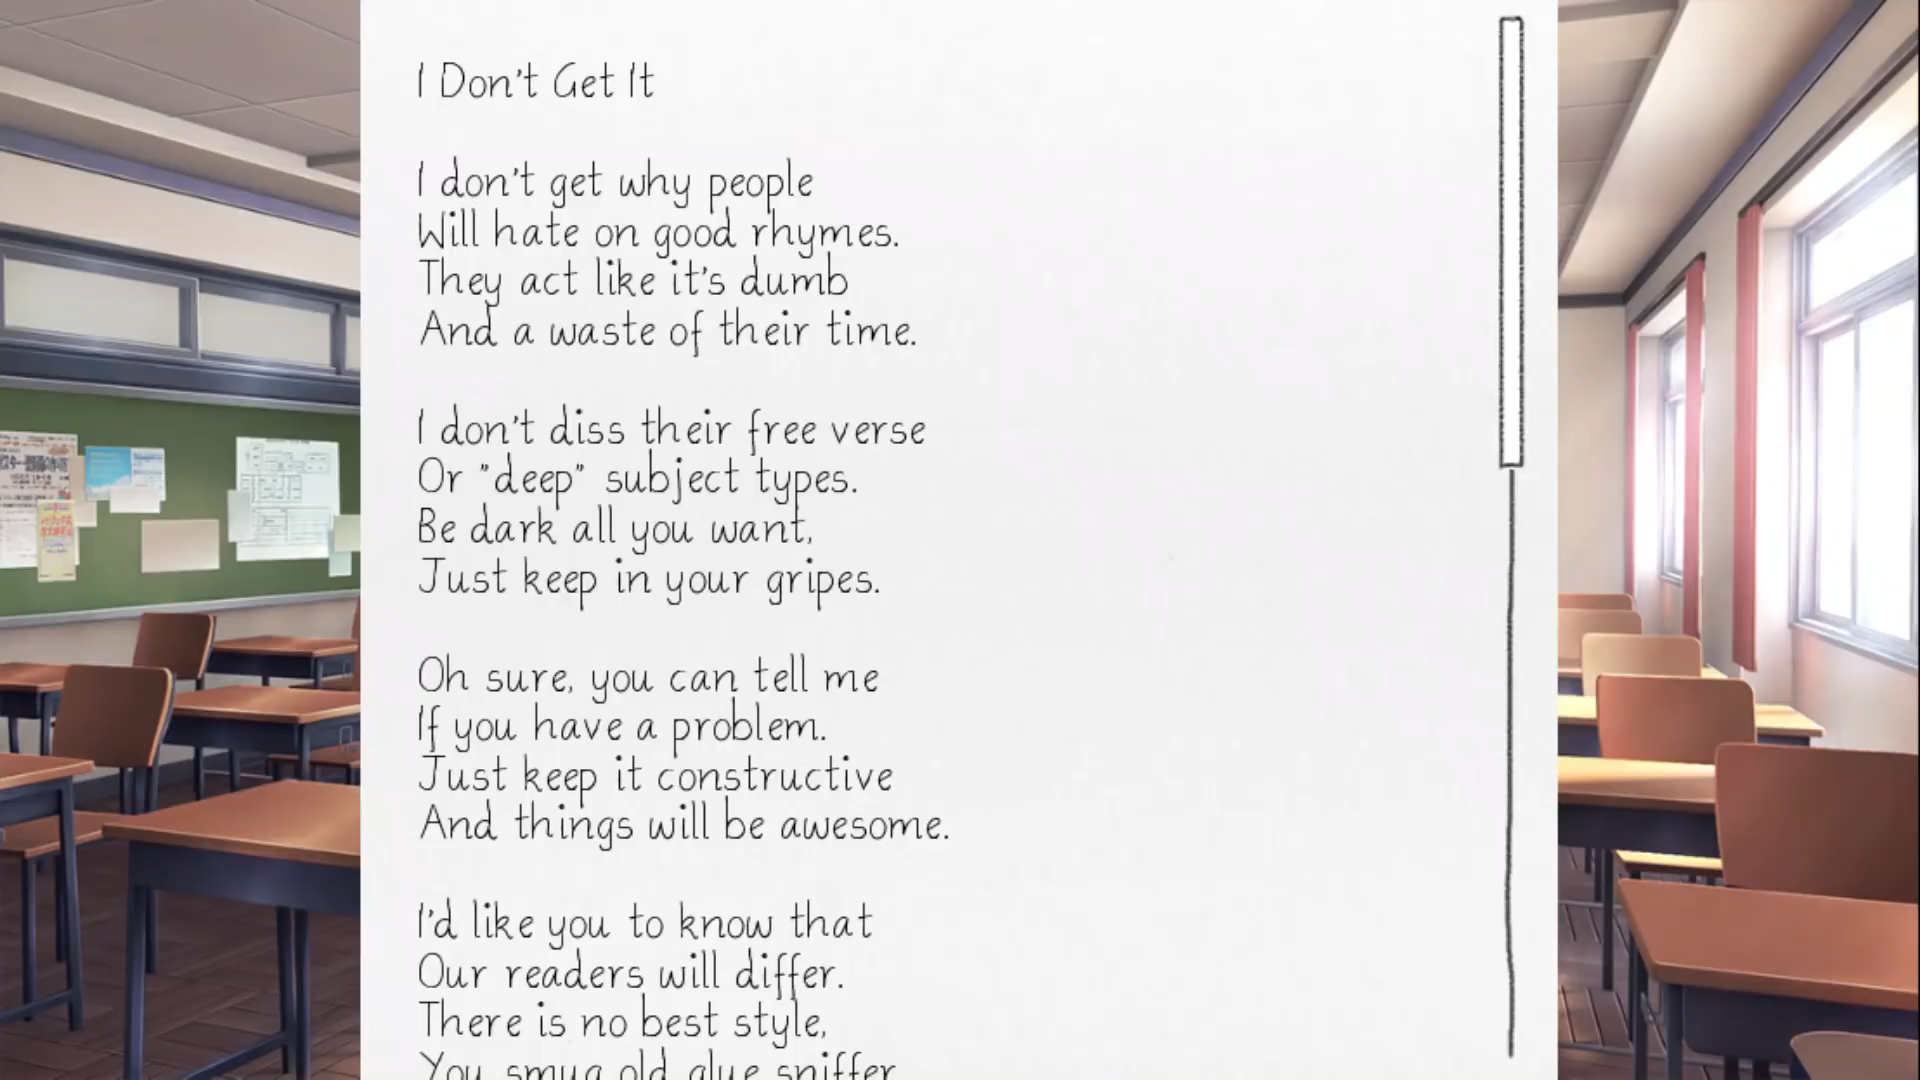 I Don't Get It
I don't get why people
Will hate on good rhymes.
They act like it's dumb
And a waste of their time.
I don't diss their free verse
Or "deep" subject types.
Be dark all you want,
Just keep in your gripes.
Oh sure, you can tell me
If you have a problem.
Just keep it constructive
And things will be awesome.
I'd like you to know that
Our readers will differ.
There is no best style,
You smug old glue sniffer